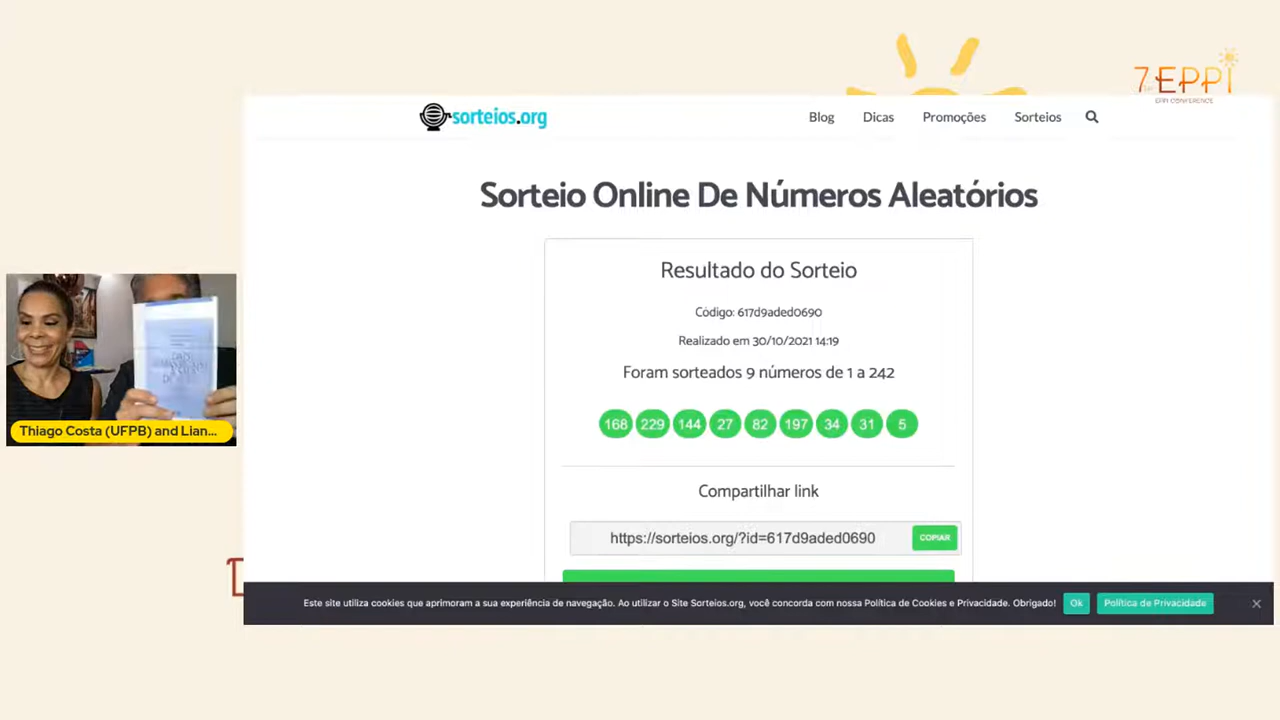 7 EPPI
EPPI CONFERENCE
sorteios.org
Blog
Dicas
Promoções
Sorteios
Sorteio Online De Números Aleatórios
Resultado do Sorteio
Código: 617d9aded0690
Realizado em 30/10/2021 14:19
Foram sorteados 9 números de 1 a 242
168 229 144 27 82 197 34 31 5
Compartilhar link
https://sorteios.org/?id=617d9aded0690
COPIAR
Thiago Costa (UFPB) and Lian...
Este site utiliza cookies que aprimoram a sua experiência de navegação. Ao utilizar o Site Sorteios.org, você concorda com nossa Política de Cookies e Privacidade. Obrigado!
Ok
Política de Privacidade